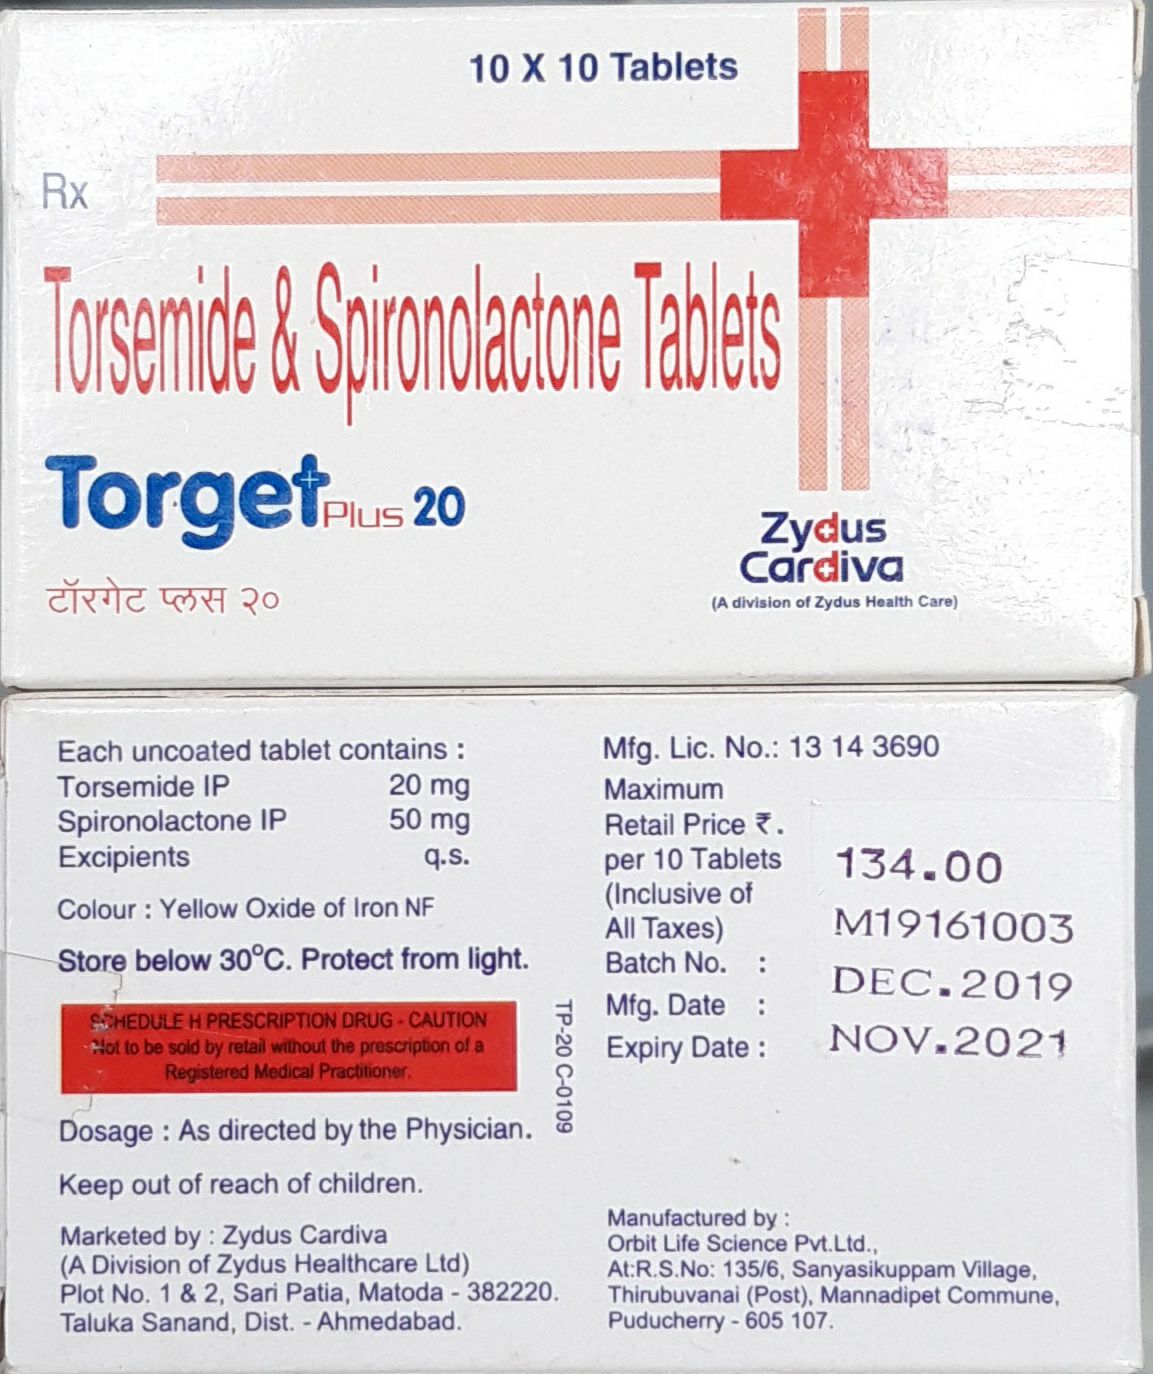 10 X 10 Tablets
Rx
Torsemide & Spironolactone Tablets
Torget Plus 20
टॉरगेट प्लस २०
Zydus
Cardiva
(A division of Zydus Health Care)
Each uncoated tablet contains :
Torsemide IP 20 mg
Spironolactone IP 50 mg
Excipients q.s.
Colour : Yellow Oxide of Iron NF
Store below 30°C. Protect from light.
SCHEDULE H PRESCRIPTION DRUG - CAUTION
Not to be sold by retail without the prescription of a
Registered Medical Practitioner.
Dosage : As directed by the Physician.
Keep out of reach of children.
Marketed by : Zydus Cardiva
(A Division of Zydus Healthcare Ltd)
Plot No. 1 & 2, Sari Patia, Matoda - 382220.
Taluka Sanand, Dist. - Ahmedabad.
TP-20 C-0109
Mfg. Lic. No.: 13 14 3690
Maximum
Retail Price ₹.
per 10 Tablets 134.00
(Inclusive of
All Taxes) M19161003
Batch No. :
Mfg. Date : DEC.2019
Expiry Date : NOV.2021
Manufactured by :
Orbit Life Science Pvt.Ltd.,
At:R.S.No: 135/6, Sanyasikuppam Village,
Thirubuvanai (Post), Mannadipet Commune,
Puducherry - 605 107.